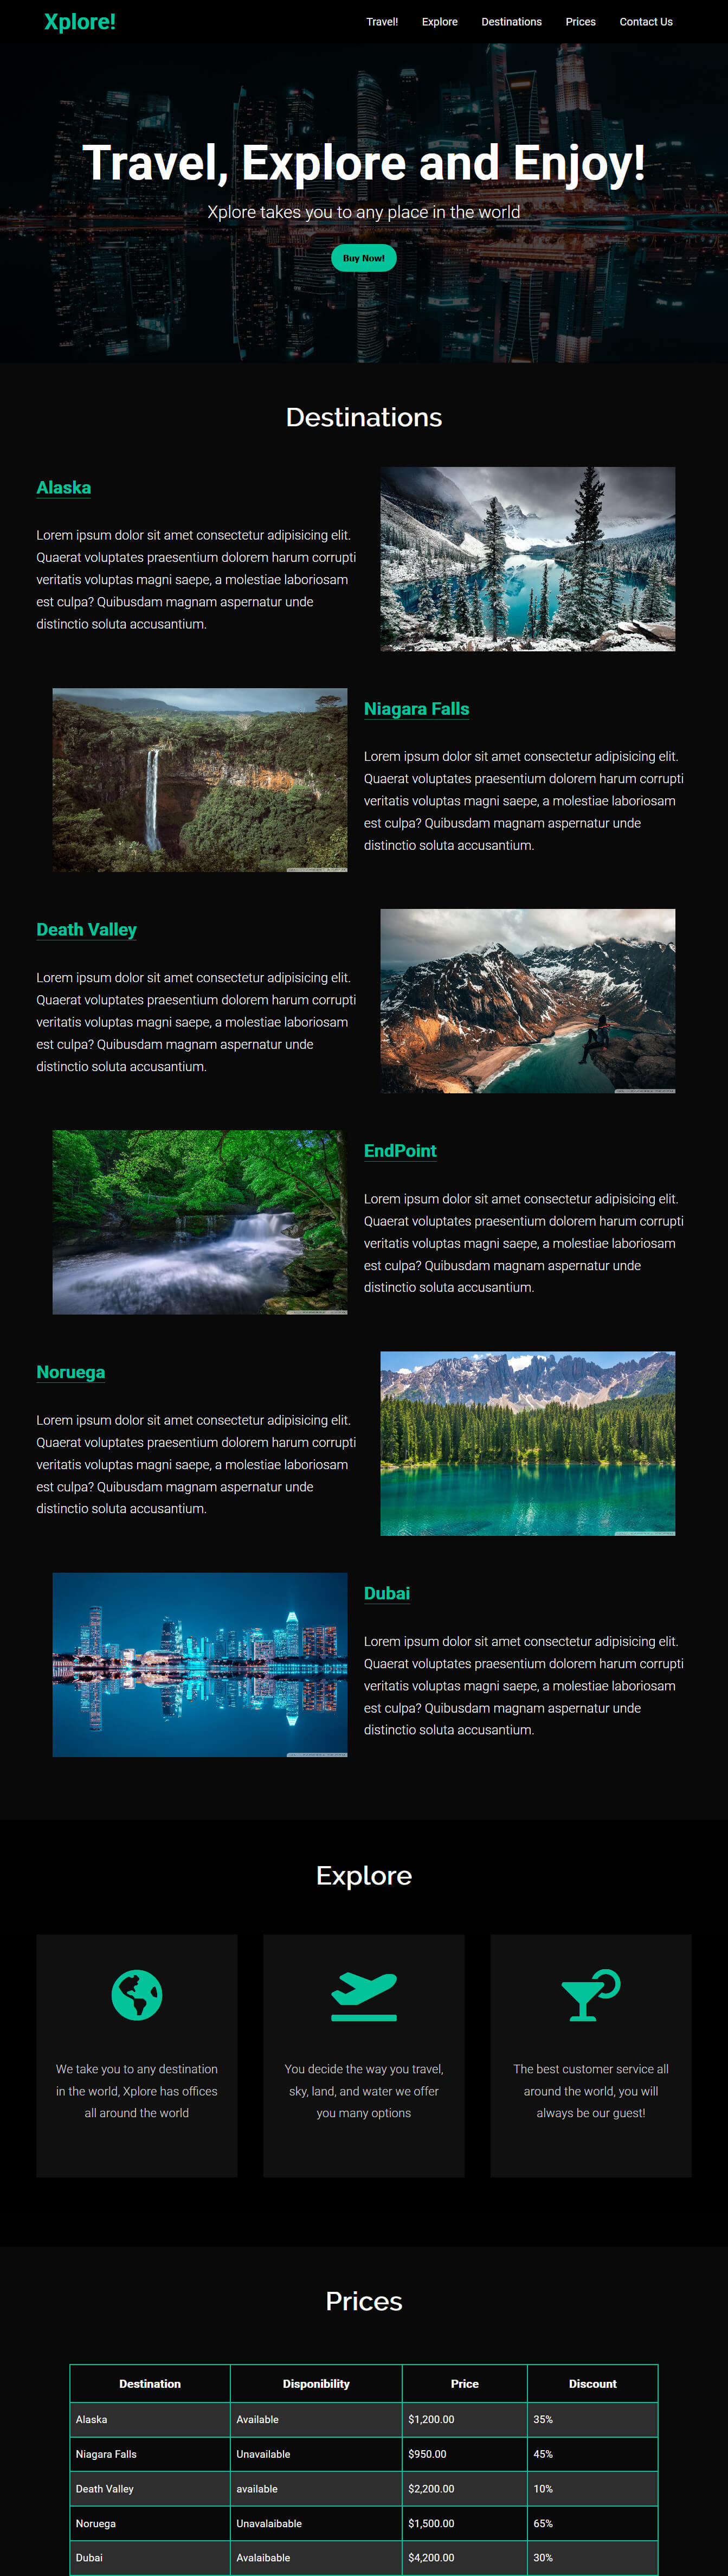 Xplore!
Travel! Explore Destinations Prices Contact Us
Travel, Explore and Enjoy!
Xplore takes you to any place in the world
Buy Now!
Destinations
Alaska
Lorem ipsum dolor sit amet consectetur adipisicing elit.
Quaerat voluptates praesentium dolorem harum corrupti
veritatis voluptas magni saepe, a molestiae laboriosam
est culpa? Quibusdam magnam aspernatur unde
distinctio soluta accusantium.
Niagara Falls
Lorem ipsum dolor sit amet consectetur adipisicing elit.
Quaerat voluptates praesentium dolorem harum corrupti
veritatis voluptas magni saepe, a molestiae laboriosam
est culpa? Quibusdam magnam aspernatur unde
distinctio soluta accusantium.
Death Valley
Lorem ipsum dolor sit amet consectetur adipisicing elit.
Quaerat voluptates praesentium dolorem harum corrupti
veritatis voluptas magni saepe, a molestiae laboriosam
est culpa? Quibusdam magnam aspernatur unde
distinctio soluta accusantium.
EndPoint
Lorem ipsum dolor sit amet consectetur adipisicing elit.
Quaerat voluptates praesentium dolorem harum corrupti
veritatis voluptas magni saepe, a molestiae laboriosam
est culpa? Quibusdam magnam aspernatur unde
distinctio soluta accusantium.
Noruega
Lorem ipsum dolor sit amet consectetur adipisicing elit.
Quaerat voluptates praesentium dolorem harum corrupti
veritatis voluptas magni saepe, a molestiae laboriosam
est culpa? Quibusdam magnam aspernatur unde
distinctio soluta accusantium.
Dubai
Lorem ipsum dolor sit amet consectetur adipisicing elit.
Quaerat voluptates praesentium dolorem harum corrupti
veritatis voluptas magni saepe, a molestiae laboriosam
est culpa? Quibusdam magnam aspernatur unde
distinctio soluta accusantium.
Explore
We take you to any destination
in the world, Xplore has offices
all around the world
You decide the way you travel,
sky, land, and water we offer
you many options
The best customer service all
around the world, you will
always be our guest!
Prices
Destination Disponibility Price Discount
Alaska Available $1,200.00 35%
Niagara Falls Unavailable $950.00 45%
Death Valley available $2,200.00 10%
Noruega Unavalaibable $1,500.00 65%
Dubai Avalaibable $4,200.00 30%